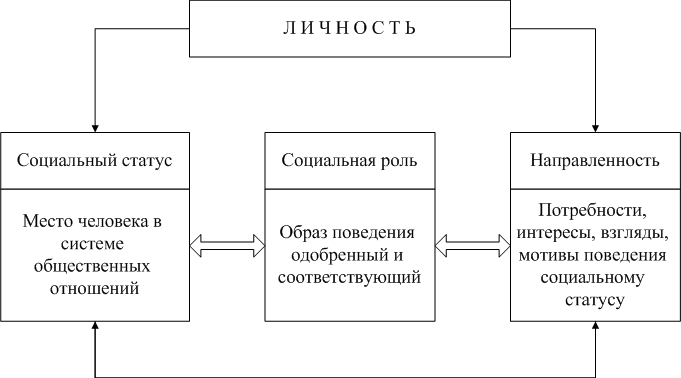 Л И Ч Н О С Т Ь
Социальный статус
Место человека в
системе
общественных
отношений
Социальная роль
Образ поведения
одобренный и
соответствующий
Направленность
Потребности,
интересы, взгляды,
мотивы поведения
социальному
статусу